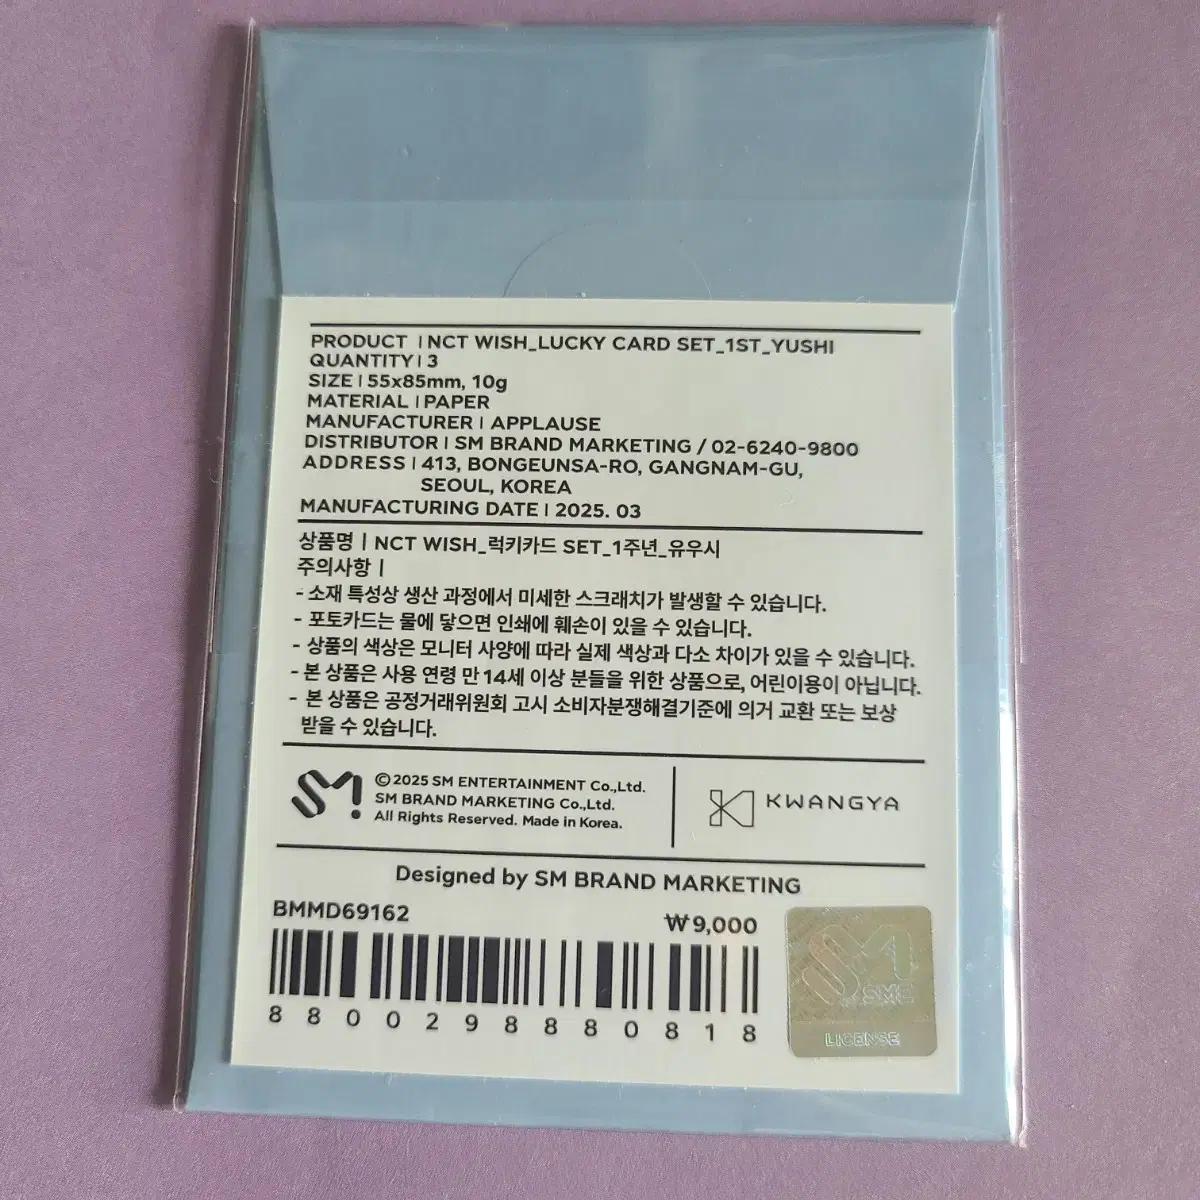 PRODUCT | NCT WISH_LUCKY CARD SET_1ST_YUSHI
QUANTITY | 3
SIZE | 55x85mm, 10g
MATERIAL | PAPER
MANUFACTURER | APPLAUSE
DISTRIBUTOR | SM BRAND MARKETING / 02-6240-9800
ADDRESS | 413, BONGEUNSA-RO, GANGNAM-GU,
SEOUL, KOREA
MANUFACTURING DATE | 2025. 03
상품명 | NCT WISH_럭키카드 SET_1주년_유우시
주의사항 |
- 소재 특성상 생산 과정에서 미세한 스크래치가 발생할 수 있습니다.
- 포토카드는 물에 닿으면 인쇄에 훼손이 있을 수 있습니다.
- 상품의 색상은 모니터 사양에 따라 실제 색상과 다소 차이가 있을 수 있습니다.
- 본 상품은 사용 연령 만 14세 이상 분들을 위한 상품으로, 어린이용이 아닙니다.
- 본 상품은 공정거래위원회 고시 소비자분쟁해결기준에 의거 교환 또는 보상
받을 수 있습니다.
SM
© 2025 SM ENTERTAINMENT Co.,Ltd.
SM BRAND MARKETING Co.,Ltd.
All Rights Reserved. Made in Korea.
KWANGYA
Designed by SM BRAND MARKETING
BMMD69162
₩9,000
8800298880818
SM
SME
LICENSE